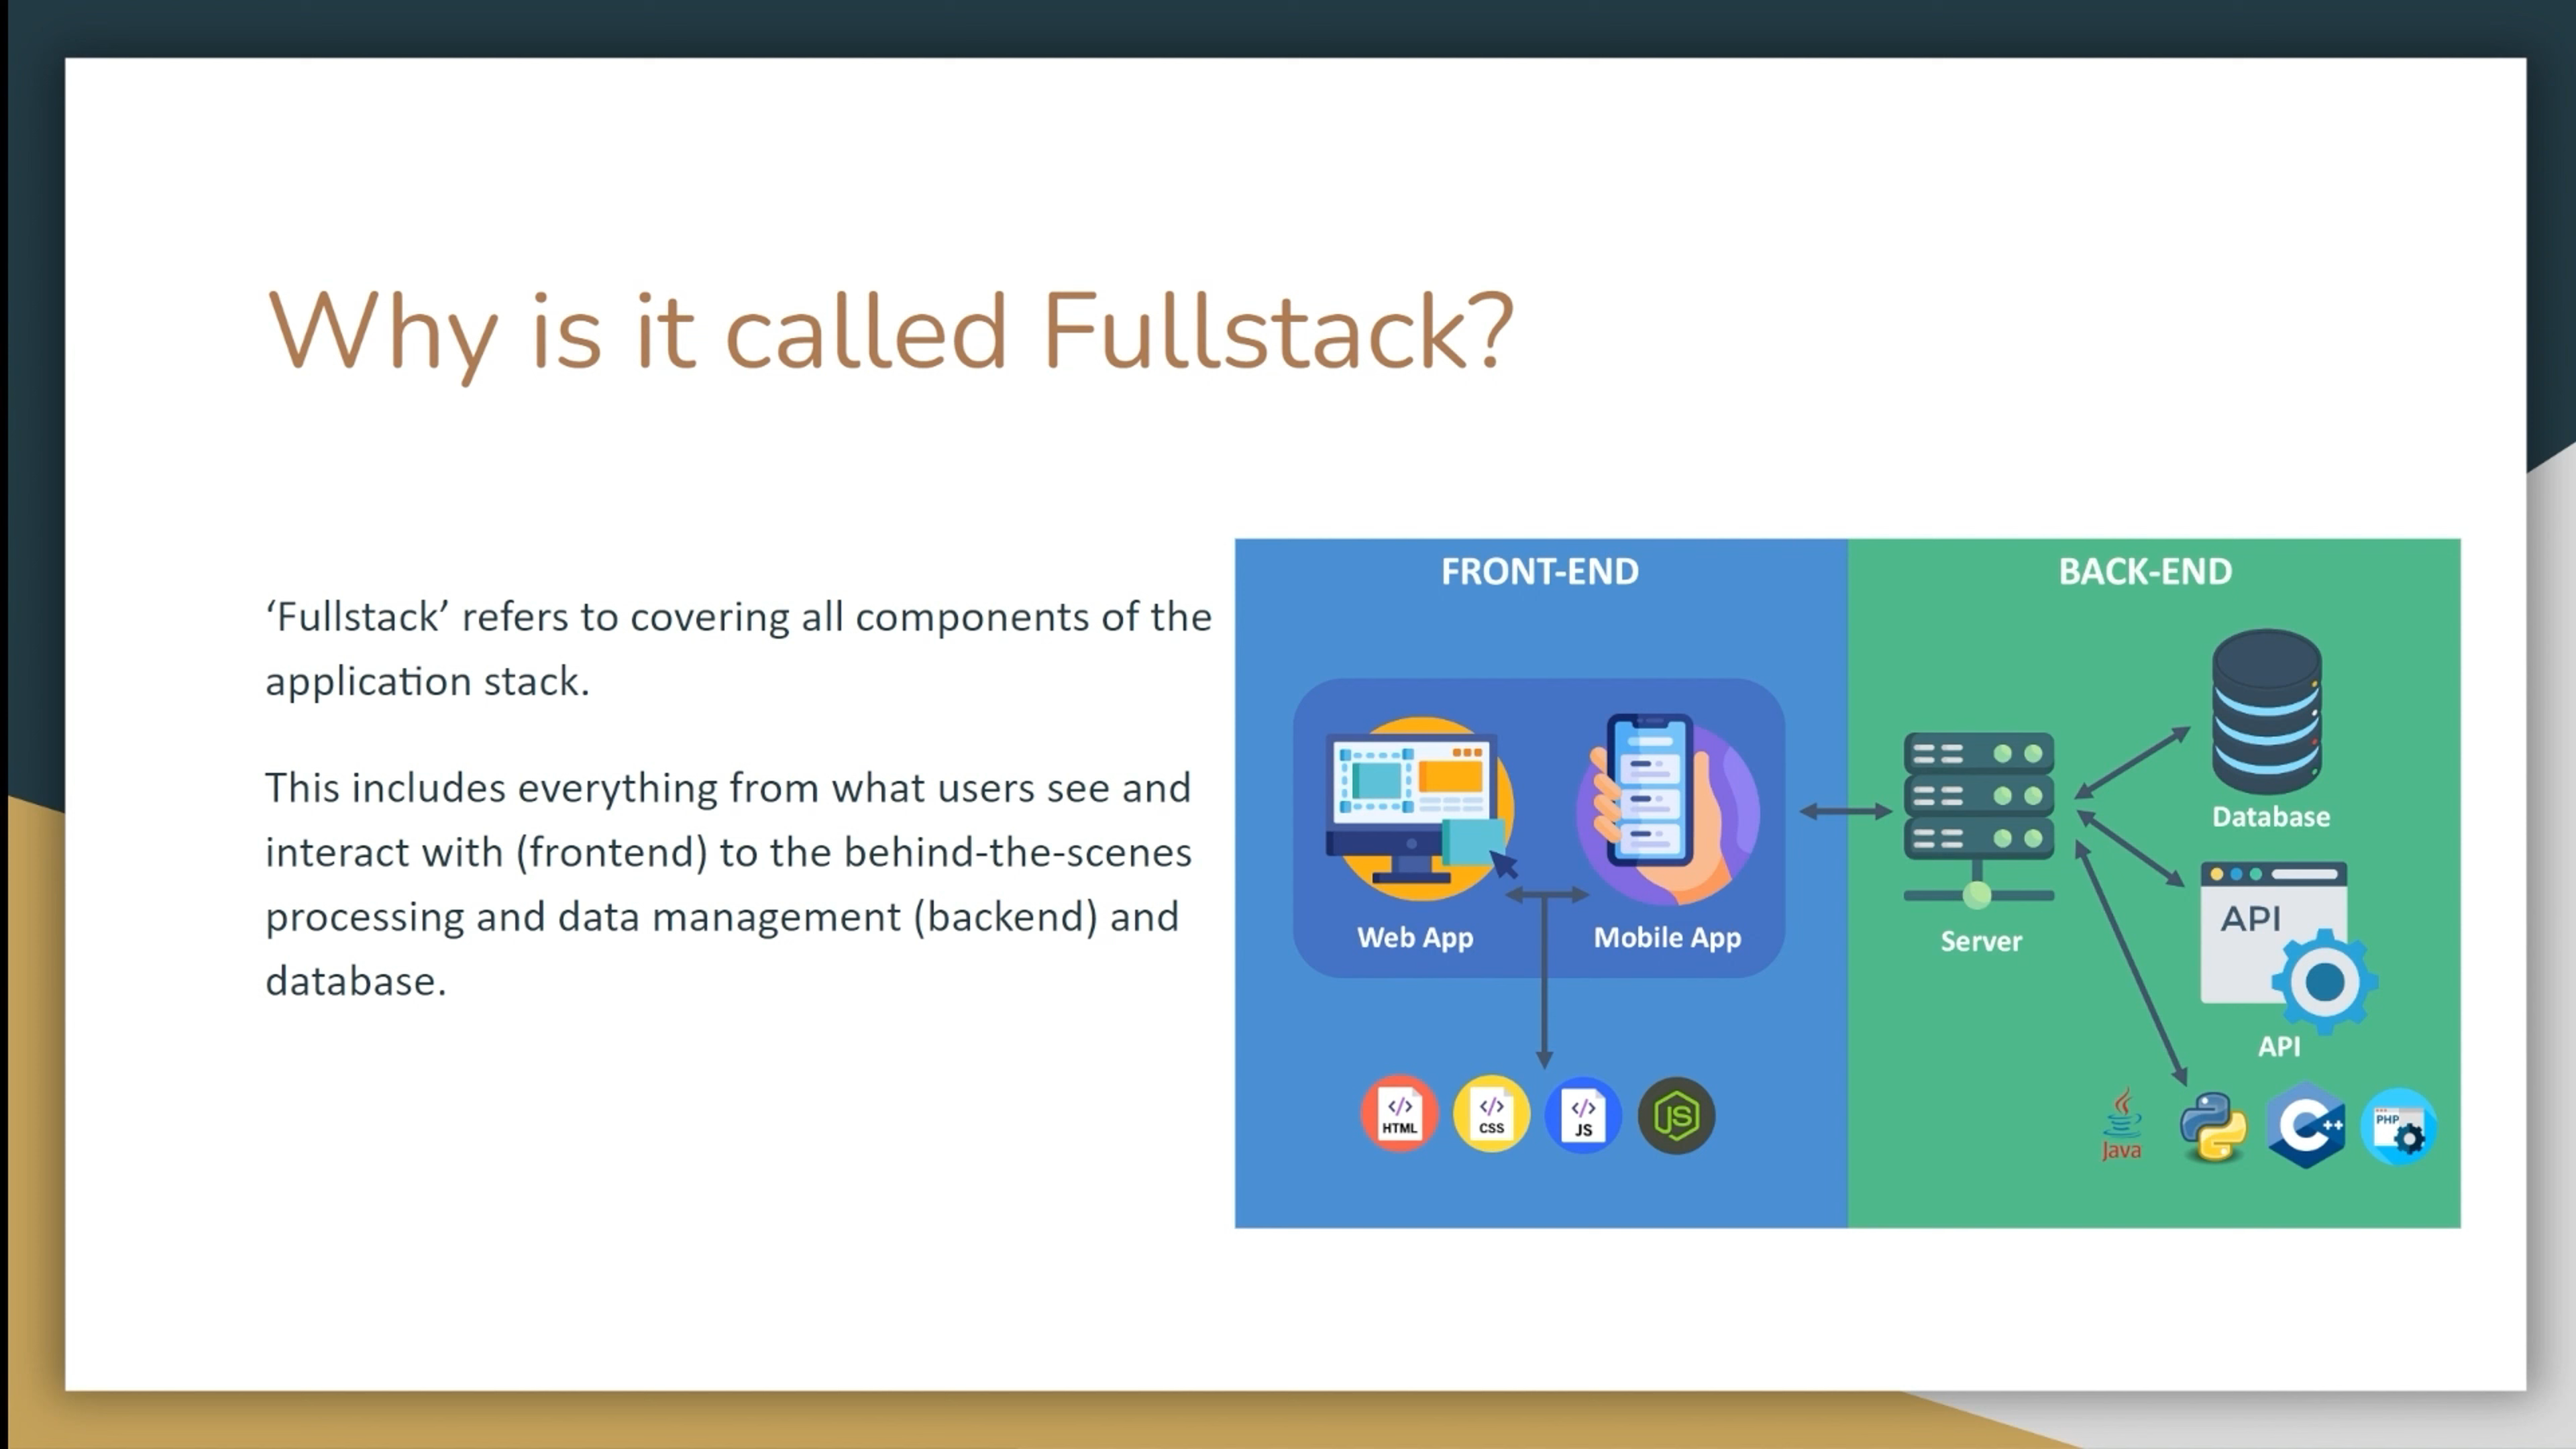 Why is it called Fullstack?
‘Fullstack’ refers to covering all components of the
application stack.
This includes everything from what users see and
interact with (frontend) to the behind-the-scenes
processing and data management (backend) and
database.
FRONT-END
Web App
Mobile App
</>
HTML
</>
CSS
</>
JS
JS
BACK-END
Server
Database
API
API
Java
C++
PHP